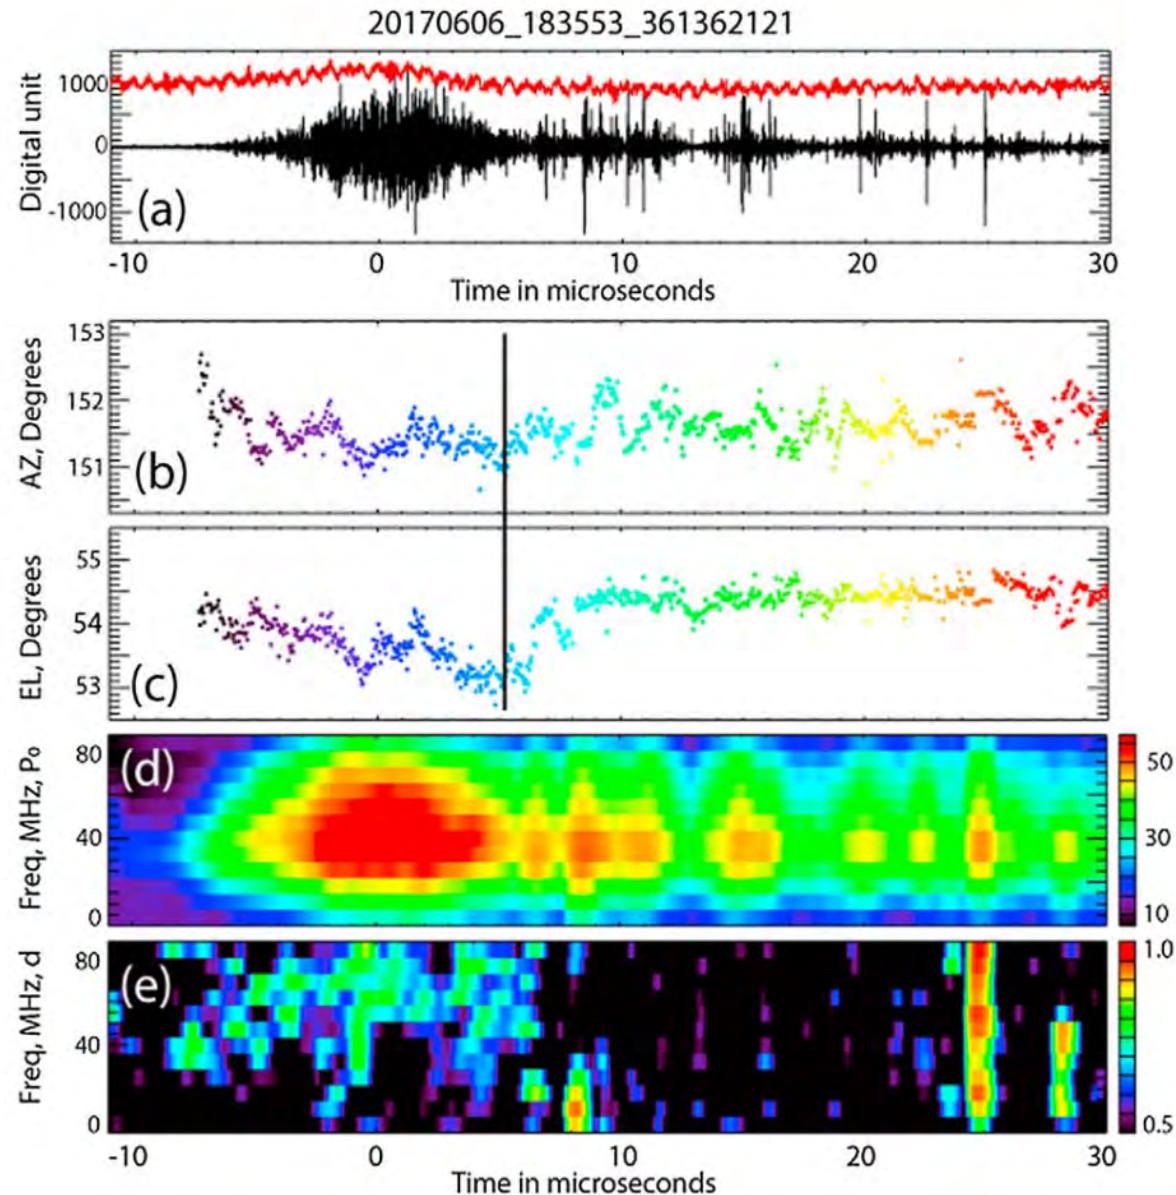 20170606_183553_361362121
Digital unit
1000
0
-1000
(a)
-10 0 10 20 30
Time in microseconds
AZ, Degrees
153
152
151
(b)
EL, Degrees
55
54
53
(c)
Freq, MHz, Po
80
40
0
(d)
50
30
10
Freq, MHz, d
80
40
0
(e)
1.0
0.5
-10 0 10 20 30
Time in microseconds